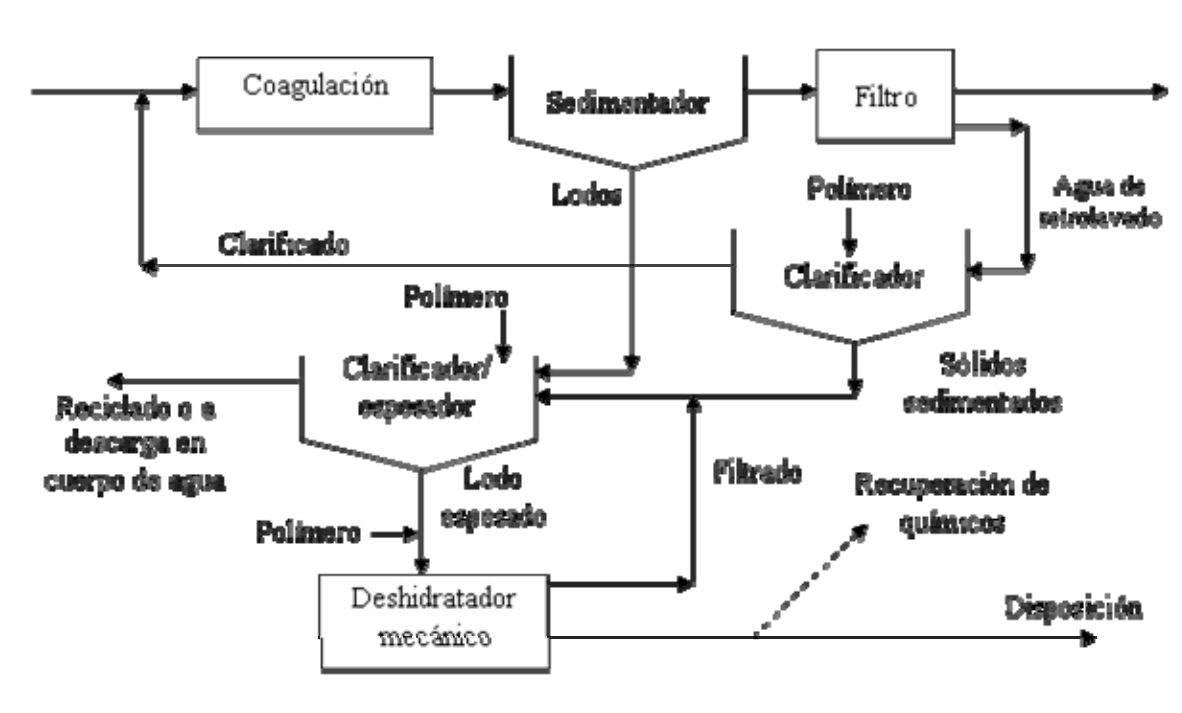 Coagulación
Sedimentador
Filtro
Lodos
Polímero
Agua de
retrolavado
Clarificado
Clarificador
Polímero
Clarificador/
espesador
Sólidos
sedimentados
Reciclado o a
descarga en
cuerpo de agua
Lodo
espesado
Filtrado
Recuperación de
químicos
Polímero
Deshidratador
mecánico
Disposición